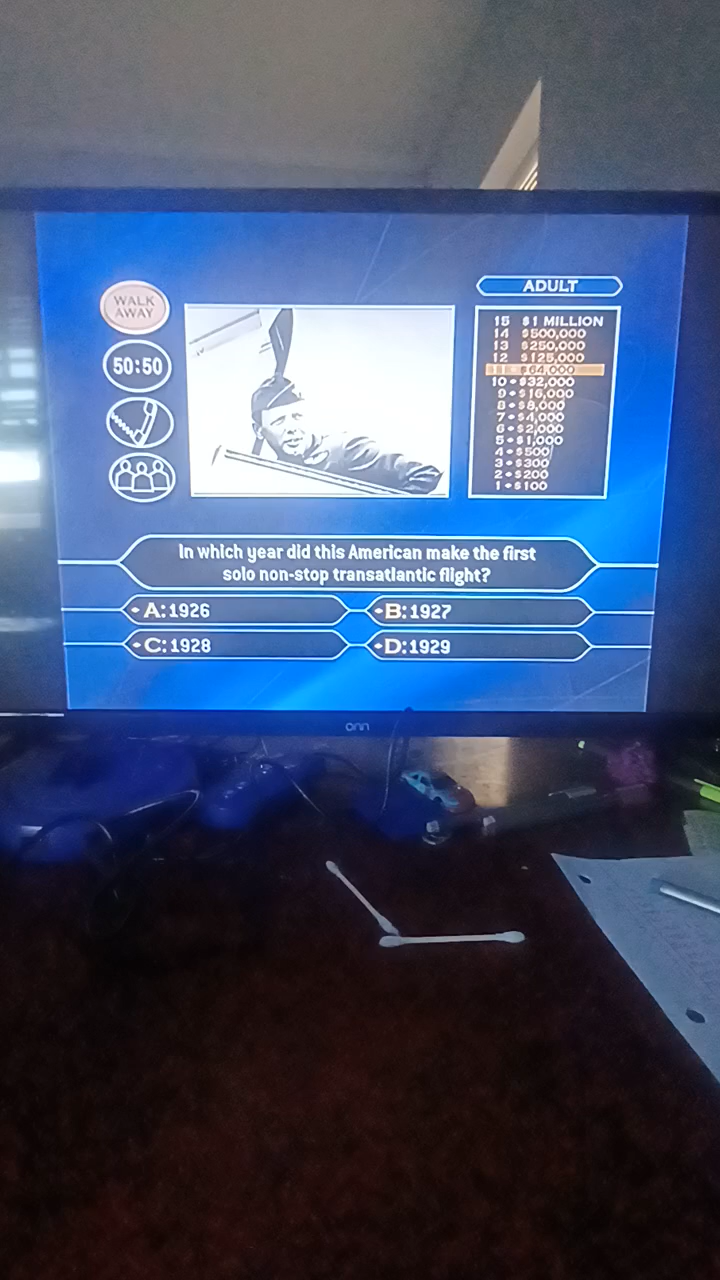 WALK
AWAY
50:50
ADULT
15 $1 MILLION
14 $500,000
13 $250,000
12 $125,000
11 • $64,000
10 • $32,000
9 • $16,000
8 • $8,000
7 • $4,000
6 • $2,000
5 • $1,000
4 • $500
3 • $300
2 • $200
1 • $100
In which year did this American make the first
solo non-stop transatlantic flight?
A: 1926
B: 1927
C: 1928
D: 1929
onn